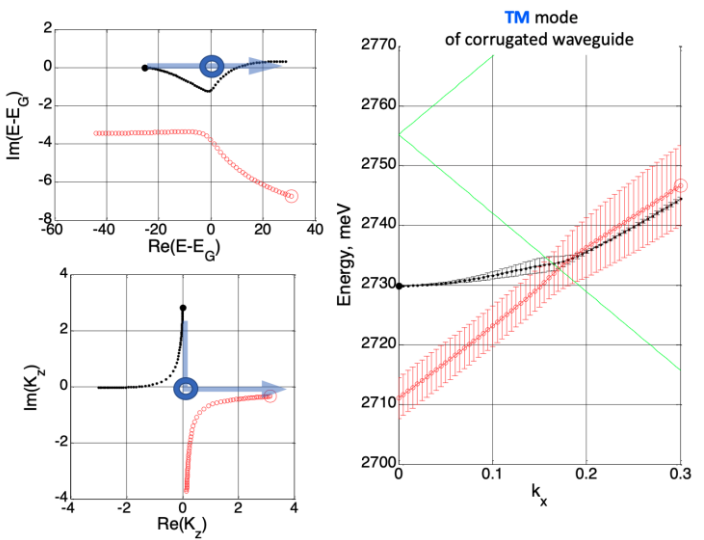 TM mode
of corrugated waveguide
2
0
-2
-4
-6
-8
-60 -40 -20 0 20 40 60
Im(E-E_G)
Re(E-E_G)
4
2
0
-2
-4
-4 -2 0 2 4
Im(K_z)
Re(K_z)
2770
2760
2750
2740
2730
2720
2710
2700
0 0.1 0.2 0.3
Energy, meV
k_x